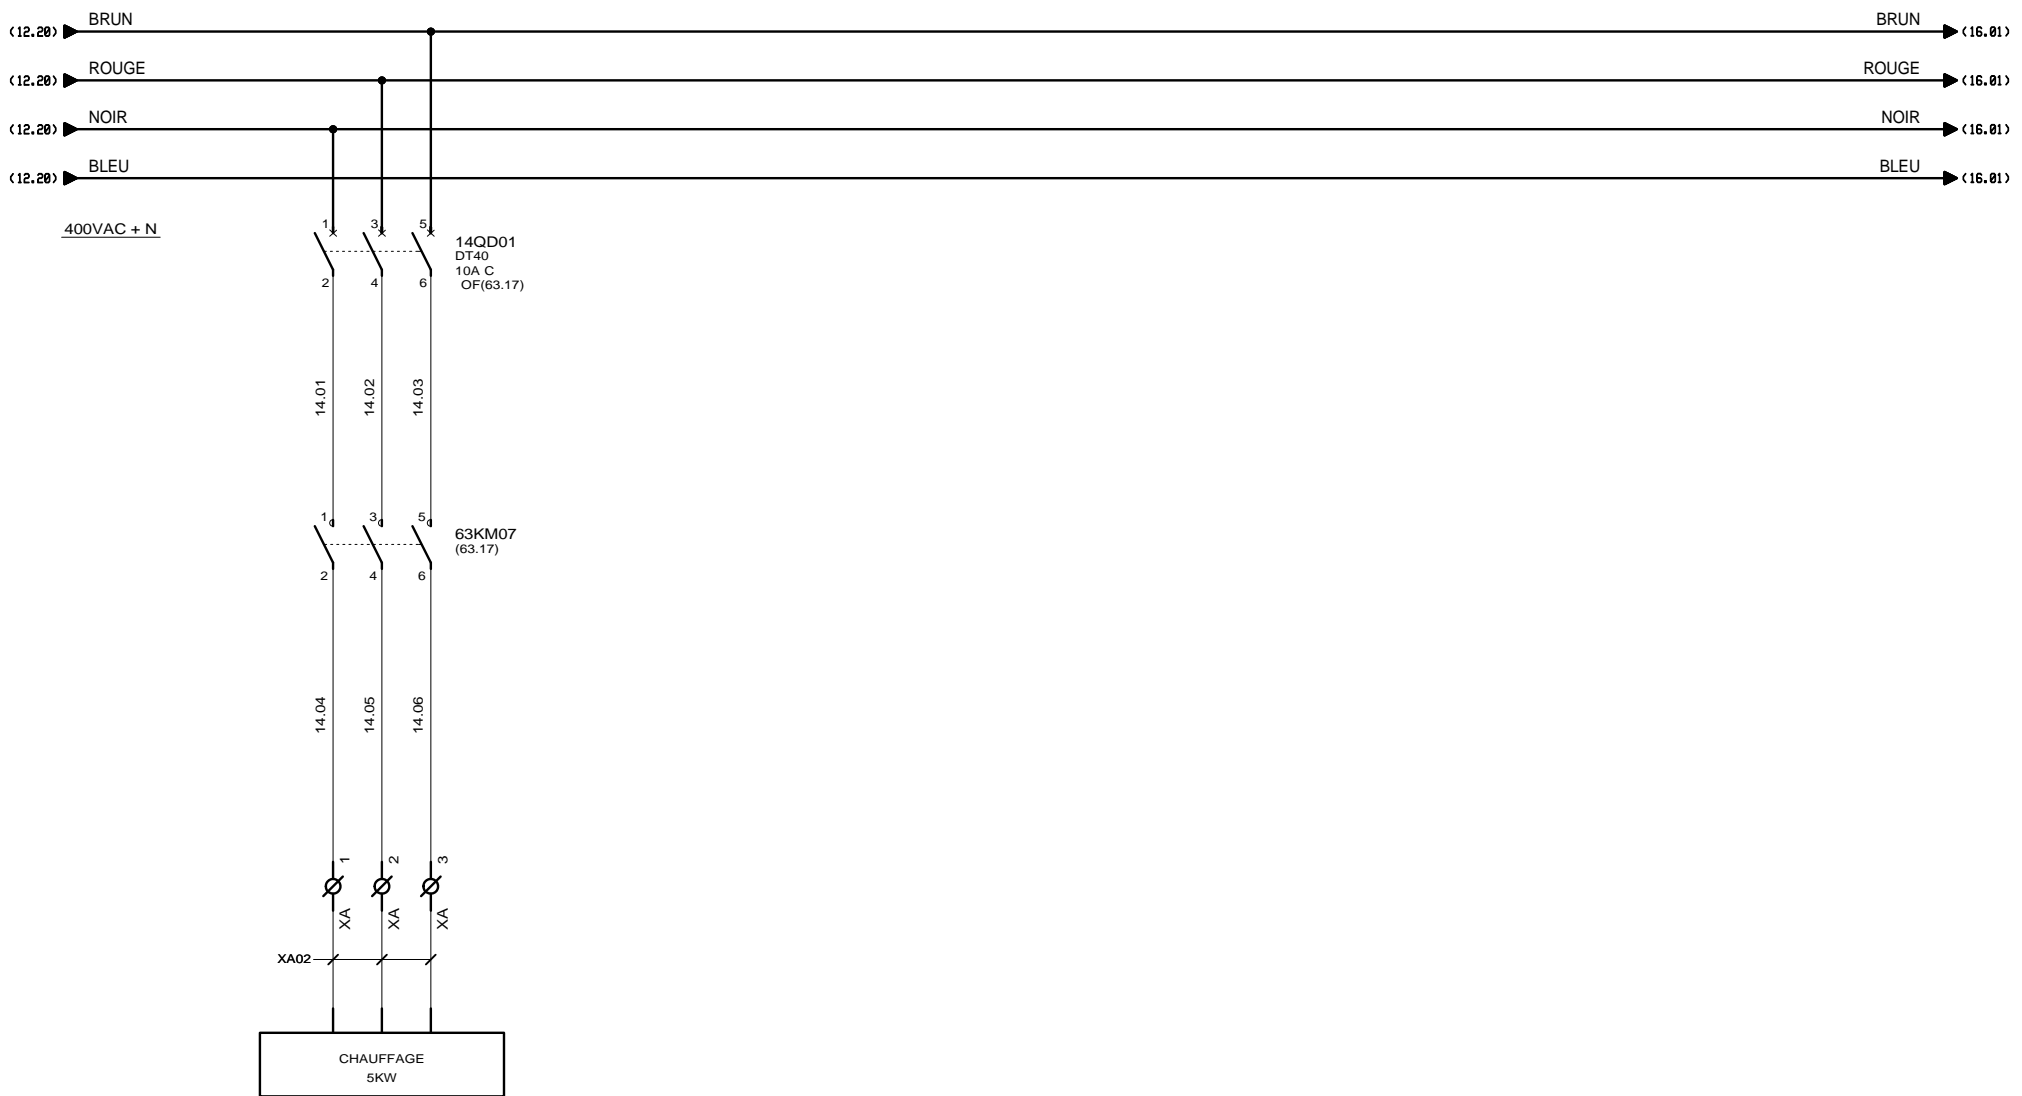 BRUN BRUN
(12.20) (16.01)
ROUGE ROUGE
(12.20) (16.01)
NOIR NOIR
(12.20) (16.01)
BLEU BLEU
(12.20) (16.01)
400VAC + N
1 3 5
14QD01
DT40
10A C
OF(63.17)
2 4 6
14.01 14.02 14.03
1 3 5
63KM07
(63.17)
2 4 6
14.04 14.05 14.06
1 2 3
XA XA XA
XA02
CHAUFFAGE
5KW